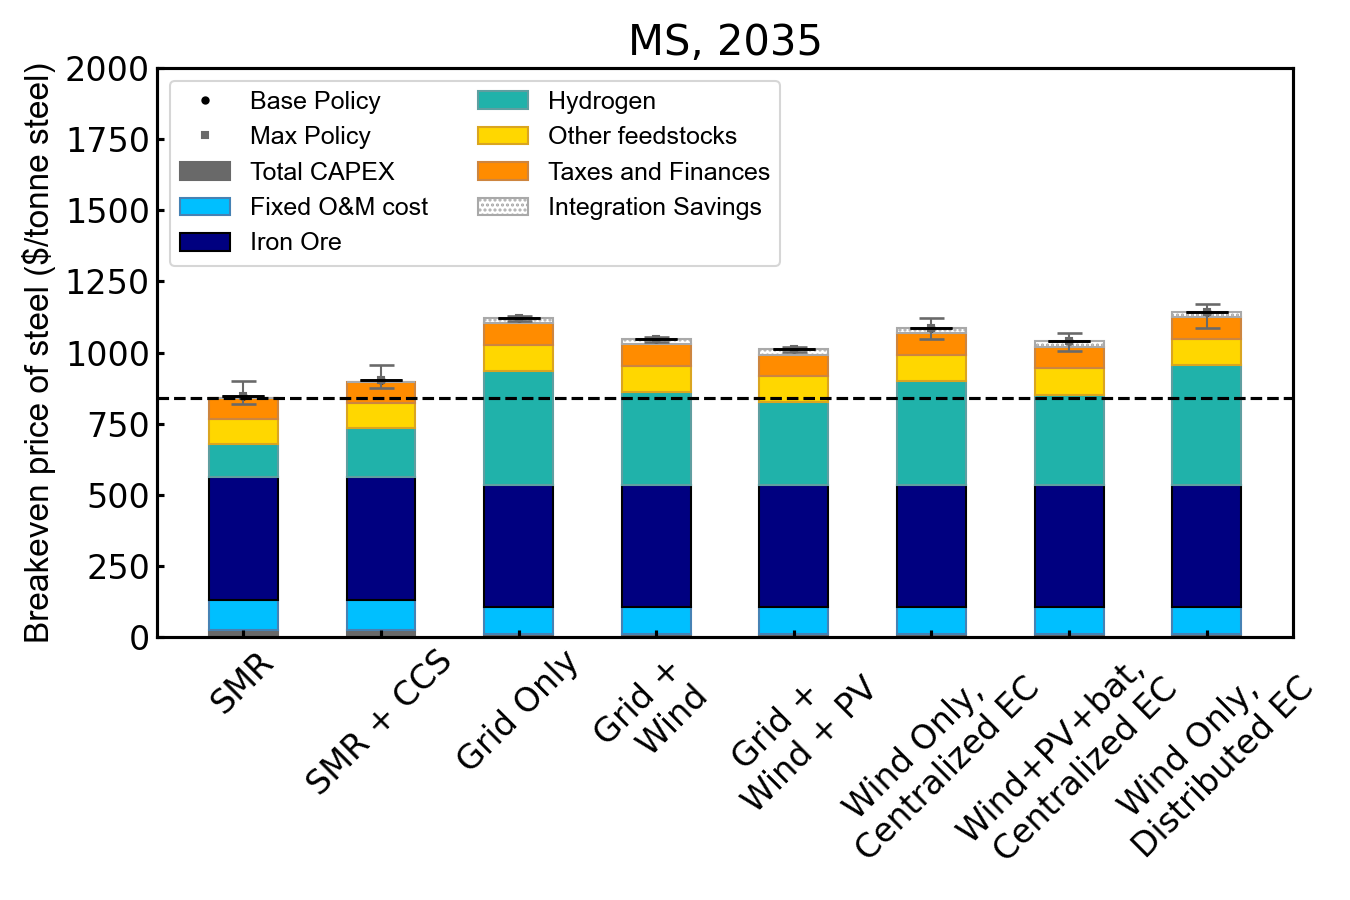 MS, 2035
Breakeven price of steel ($/tonne steel)
2000
1750
1500
1250
1000
750
500
250
0
Base Policy
Max Policy
Total CAPEX
Fixed O&M cost
Iron Ore
Hydrogen
Other feedstocks
Taxes and Finances
Integration Savings
SMR
SMR + CCS
Grid Only
Grid +
Wind
Grid +
Wind + PV
Wind Only,
Centralized EC
Wind+PV+bat,
Centralized EC
Wind Only,
Distributed EC